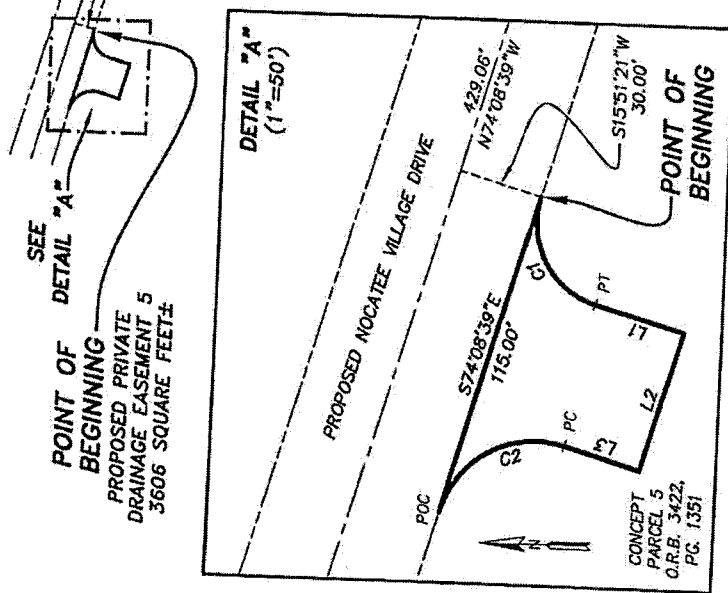 SEE
DETAIL "A"
POINT OF
BEGINNING
PROPOSED PRIVATE
DRAINAGE EASEMENT 5
3606 SQUARE FEET±
DETAIL "A"
(1"=50')
PROPOSED NOCATEE VILLAGE DRIVE
429.06'
N74°08'39"W
S15°51'21"W
30.00'
POINT OF
BEGINNING
S74°08'39"E
115.00'
POC
C1
PT
L1
L2
L3
PC
C2
N
CONCEPT
PARCEL 5
O.R.B. 3422,
PG. 1351